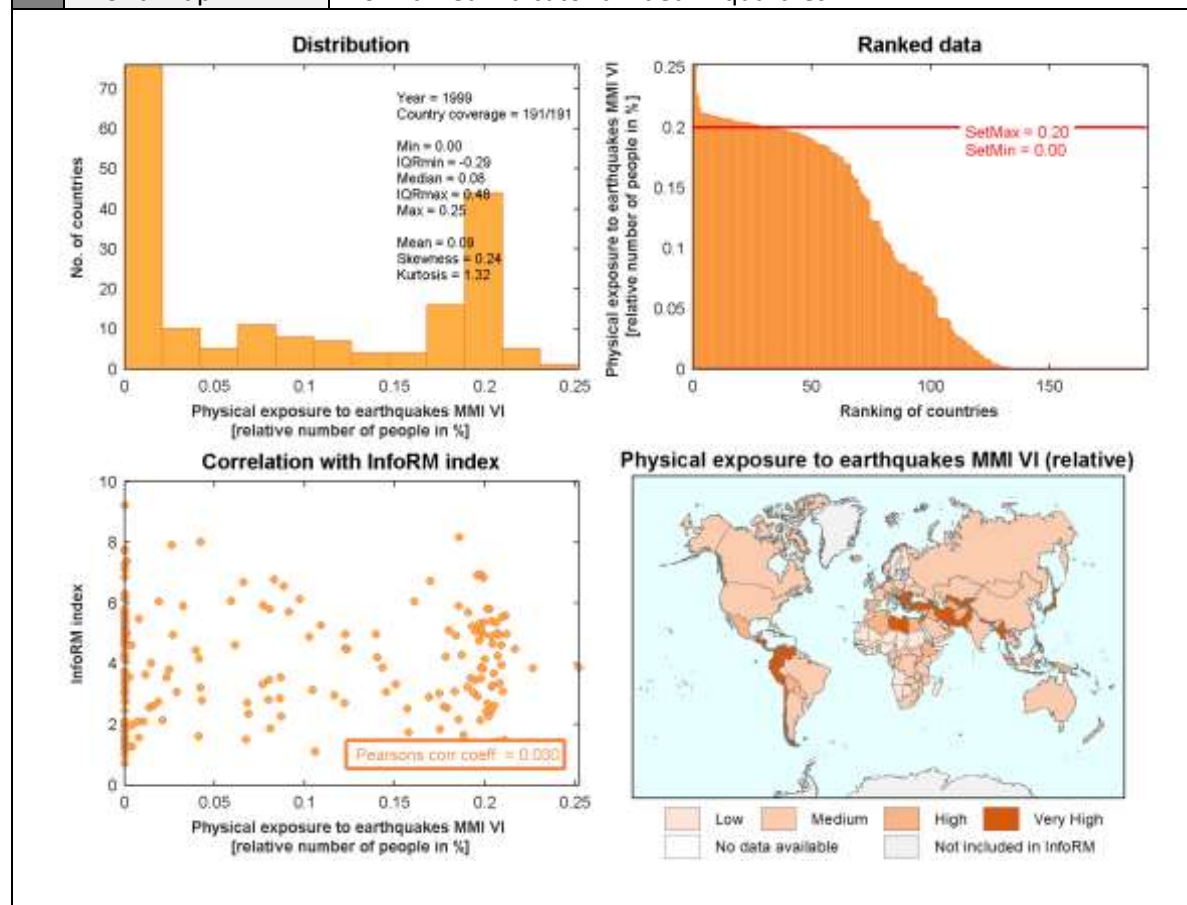 Distribution
70
60
50
40
30
20
10
0
No. of countries
Year = 1999
Country coverage = 191/191
Min = 0.00
IQRmin = -0.29
Median = 0.08
IQRmax = 0.48
Max = 0.25
Mean = 0.09
Skewness = 0.24
Kurtosis = 1.32
0 0.05 0.1 0.15 0.2 0.25
Physical exposure to earthquakes MMI VI
[relative number of people in %]
Ranked data
Physical exposure to earthquakes MMI VI
[relative number of people in %]
0.25
0.2
0.15
0.1
0.05
0
SetMax = 0.20
SetMin = 0.00
0 50 100 150
Ranking of countries
Correlation with InfoRM index
10
8
6
4
2
0
InfoRM index
Pearsons corr coeff = 0.030
0 0.05 0.1 0.15 0.2 0.25
Physical exposure to earthquakes MMI VI
[relative number of people in %]
Physical exposure to earthquakes MMI VI (relative)
Low Medium High Very High
No data available Not included in InfoRM